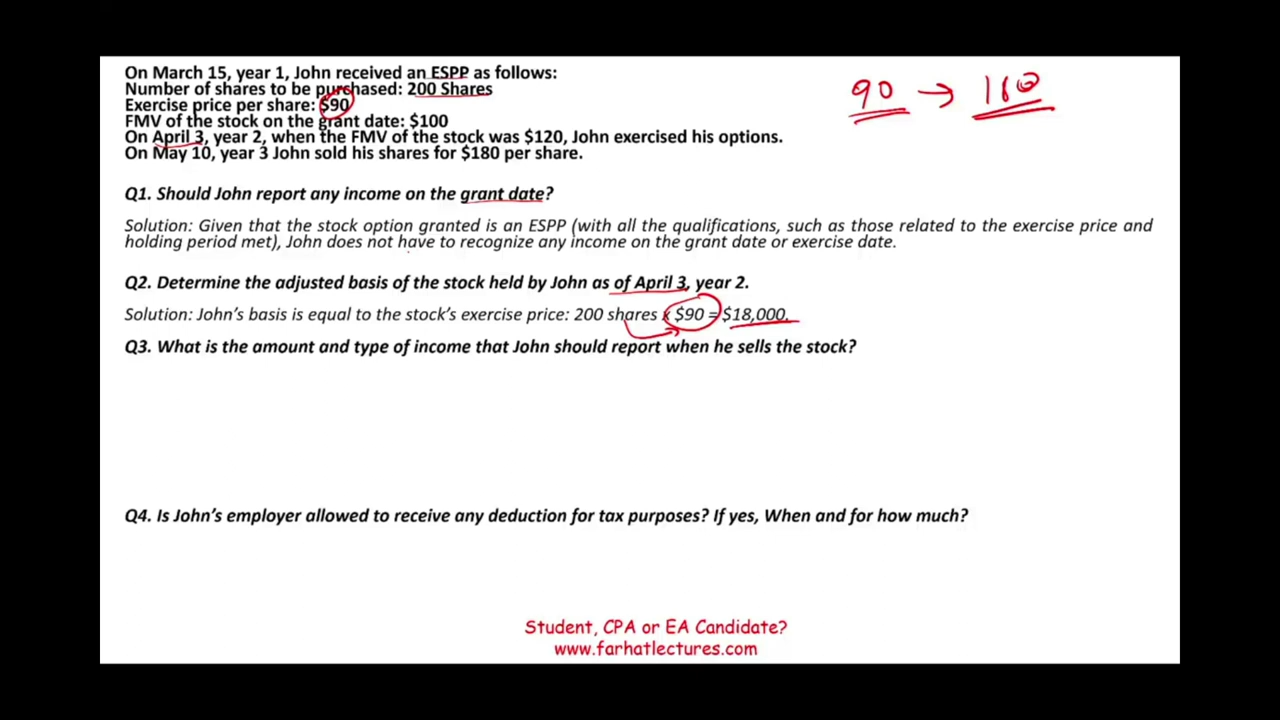 On March 15, year 1, John received an ESPP as follows:
Number of shares to be purchased: 200 Shares
Exercise price per share: $90
FMV of the stock on the grant date: $100
On April 3, year 2, when the FMV of the stock was $120, John exercised his options.
On May 10, year 3 John sold his shares for $180 per share.
90 → 180
Q1. Should John report any income on the grant date?
Solution: Given that the stock option granted is an ESPP (with all the qualifications, such as those related to the exercise price and
holding period met), John does not have to recognize any income on the grant date or exercise date.
Q2. Determine the adjusted basis of the stock held by John as of April 3, year 2.
Solution: John's basis is equal to the stock's exercise price: 200 shares x $90 = $18,000.
Q3. What is the amount and type of income that John should report when he sells the stock?
Q4. Is John's employer allowed to receive any deduction for tax purposes? If yes, When and for how much?
Student, CPA or EA Candidate?
www.farhatlectures.com